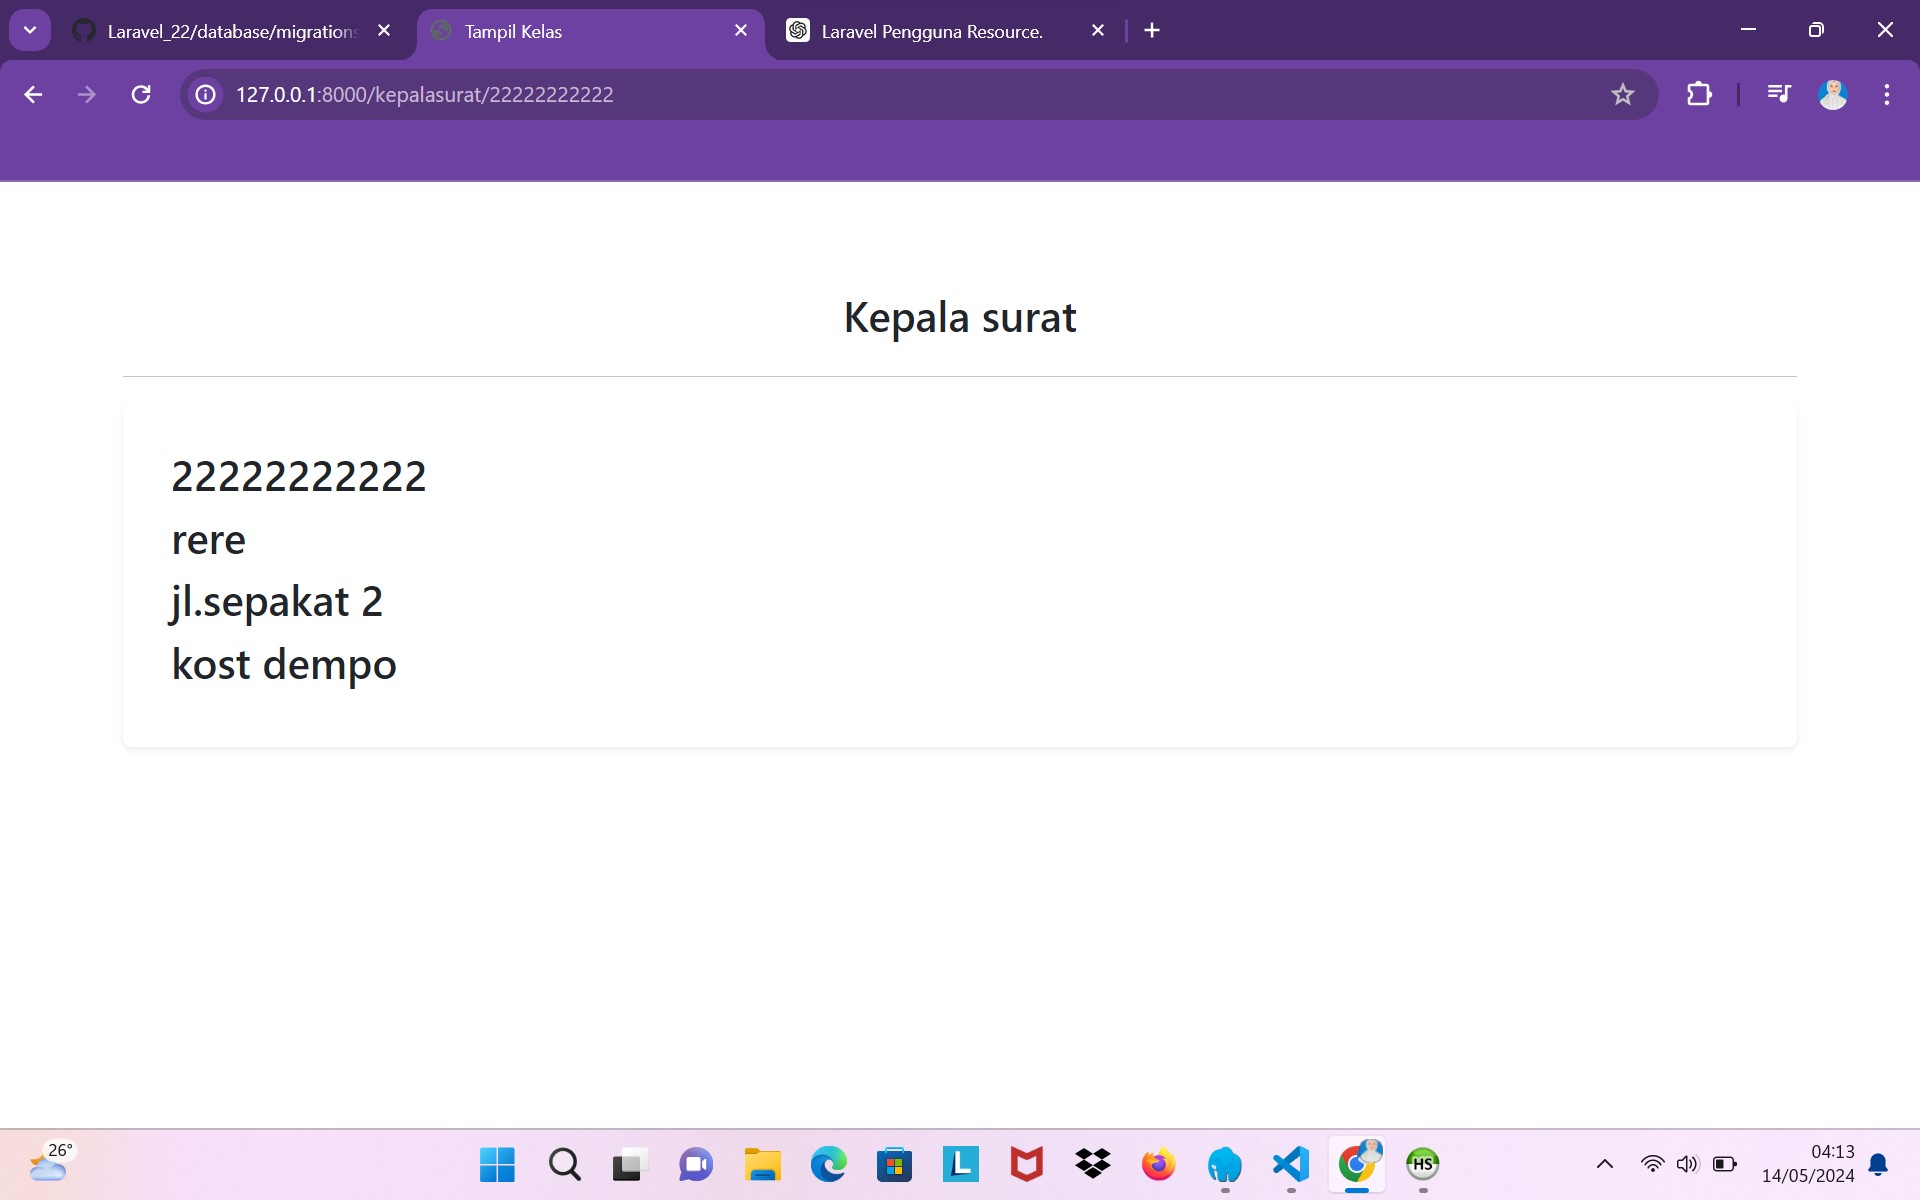 Laravel_22/database/migrations
Tampil Kelas
Laravel Pengguna Resource.
127.0.0.1:8000/kepalasurat/22222222222
Kepala surat
22222222222
rere
jl.sepakat 2
kost dempo
26°
L
HS
04:13
14/05/2024